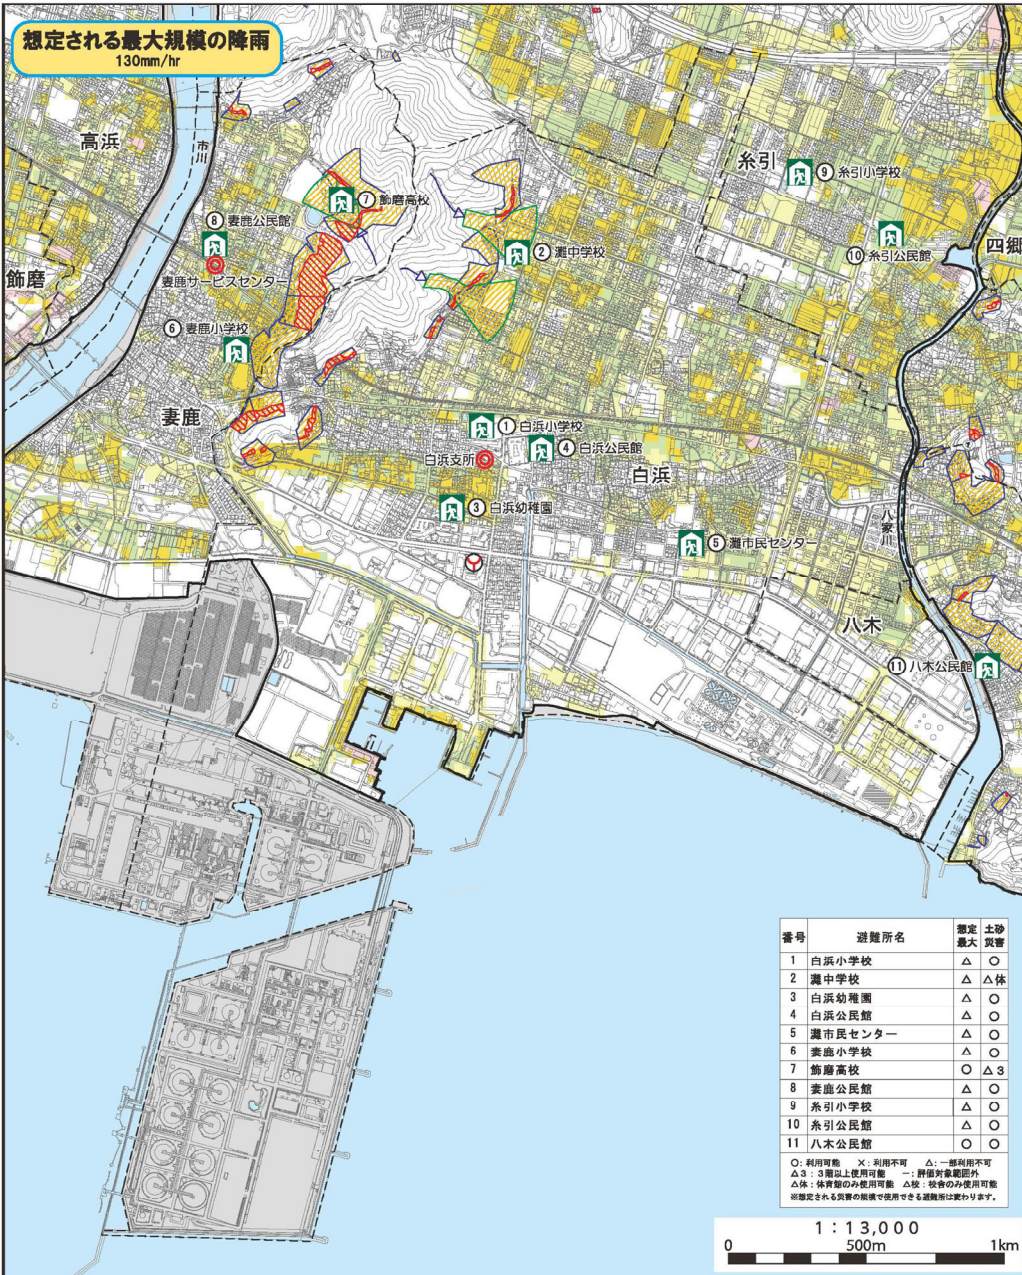 想定される最大規模の降雨
130mm/hr
高浜
市川
糸引
⑨ 糸引小学校
⑦ 飾磨高校
⑧ 妻鹿公民館
② 灘中学校
⑩ 糸引公民館
四郷
飾磨
妻鹿サービスセンター
⑥ 妻鹿小学校
妻鹿
① 白浜小学校
④ 白浜公民館
白浜支所
白浜
③ 白浜幼稚園
八家川
⑤ 灘市民センター
八木
⑪ 八木公民館
番号 避難所名 想定最大 土砂災害
1 白浜小学校 △ ○
2 灘中学校 △ △体
3 白浜幼稚園 △ ○
4 白浜公民館 △ ○
5 灘市民センター △ ○
6 妻鹿小学校 △ ○
7 飾磨高校 ○ △3
8 妻鹿公民館 △ ○
9 糸引小学校 △ ○
10 糸引公民館 △ ○
11 八木公民館 ○ ○
○：利用可能 ×：利用不可 △：一部利用不可
△3：3階以上使用可能 －：評価対象範囲外
△体：体育館のみ使用可能 △校：校舎のみ使用可能
※想定される災害の規模で使用できる避難所は変わります。
1：13,000
0 500m 1km